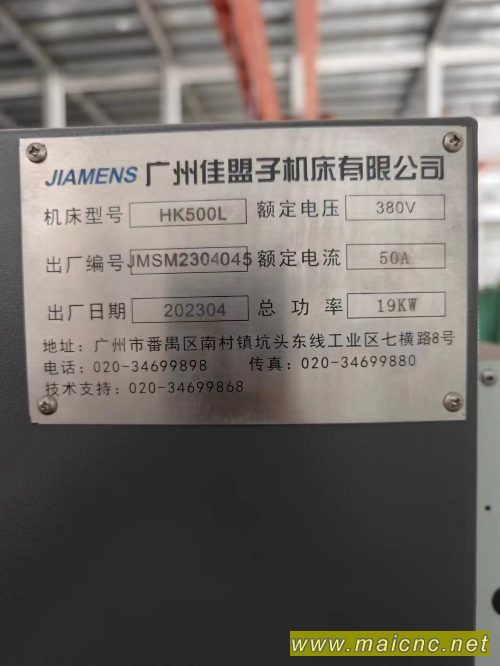 JIAMENS 广州佳盟子机床有限公司
机床型号 HK500L 额定电压 380V
出厂编号 JMSM2304045 额定电流 50A
出厂日期 202304 总功率 19KW
地址：广州市番禺区南村镇坑头东线工业区七横路8号
电话：020-34699898 传真：020-34699880
技术支持：020-34699868
www.maicnc.net